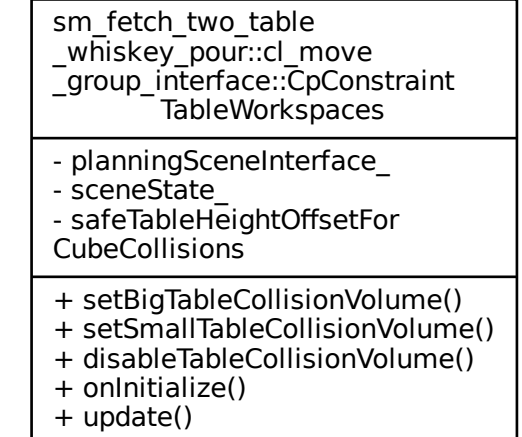 sm_fetch_two_table
_whiskey_pour::cl_move
_group_interface::CpConstraint
TableWorkspaces
- planningSceneInterface_
- sceneState_
- safeTableHeightOffsetFor
CubeCollisions
+ setBigTableCollisionVolume()
+ setSmallTableCollisionVolume()
+ disableTableCollisionVolume()
+ onInitialize()
+ update()